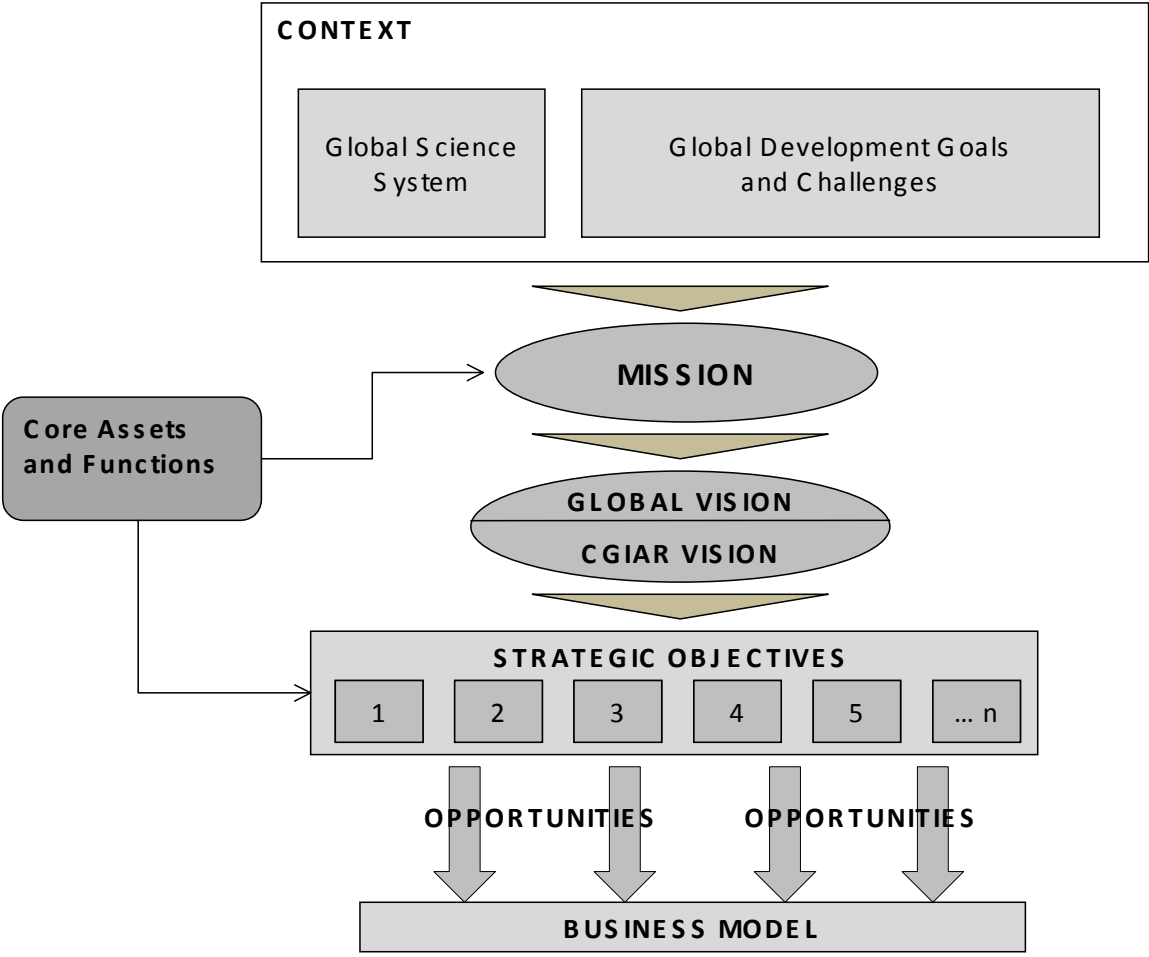 CONTEXT
Global Science
System
Global Development Goals
and Challenges
MISSION
Core Assets
and Functions
GLOBAL VISION
CGIAR VISION
STRATEGIC OBJECTIVES
1
2
3
4
5
... n
OPPORTUNITIES
OPPORTUNITIES
BUSINESS MODEL